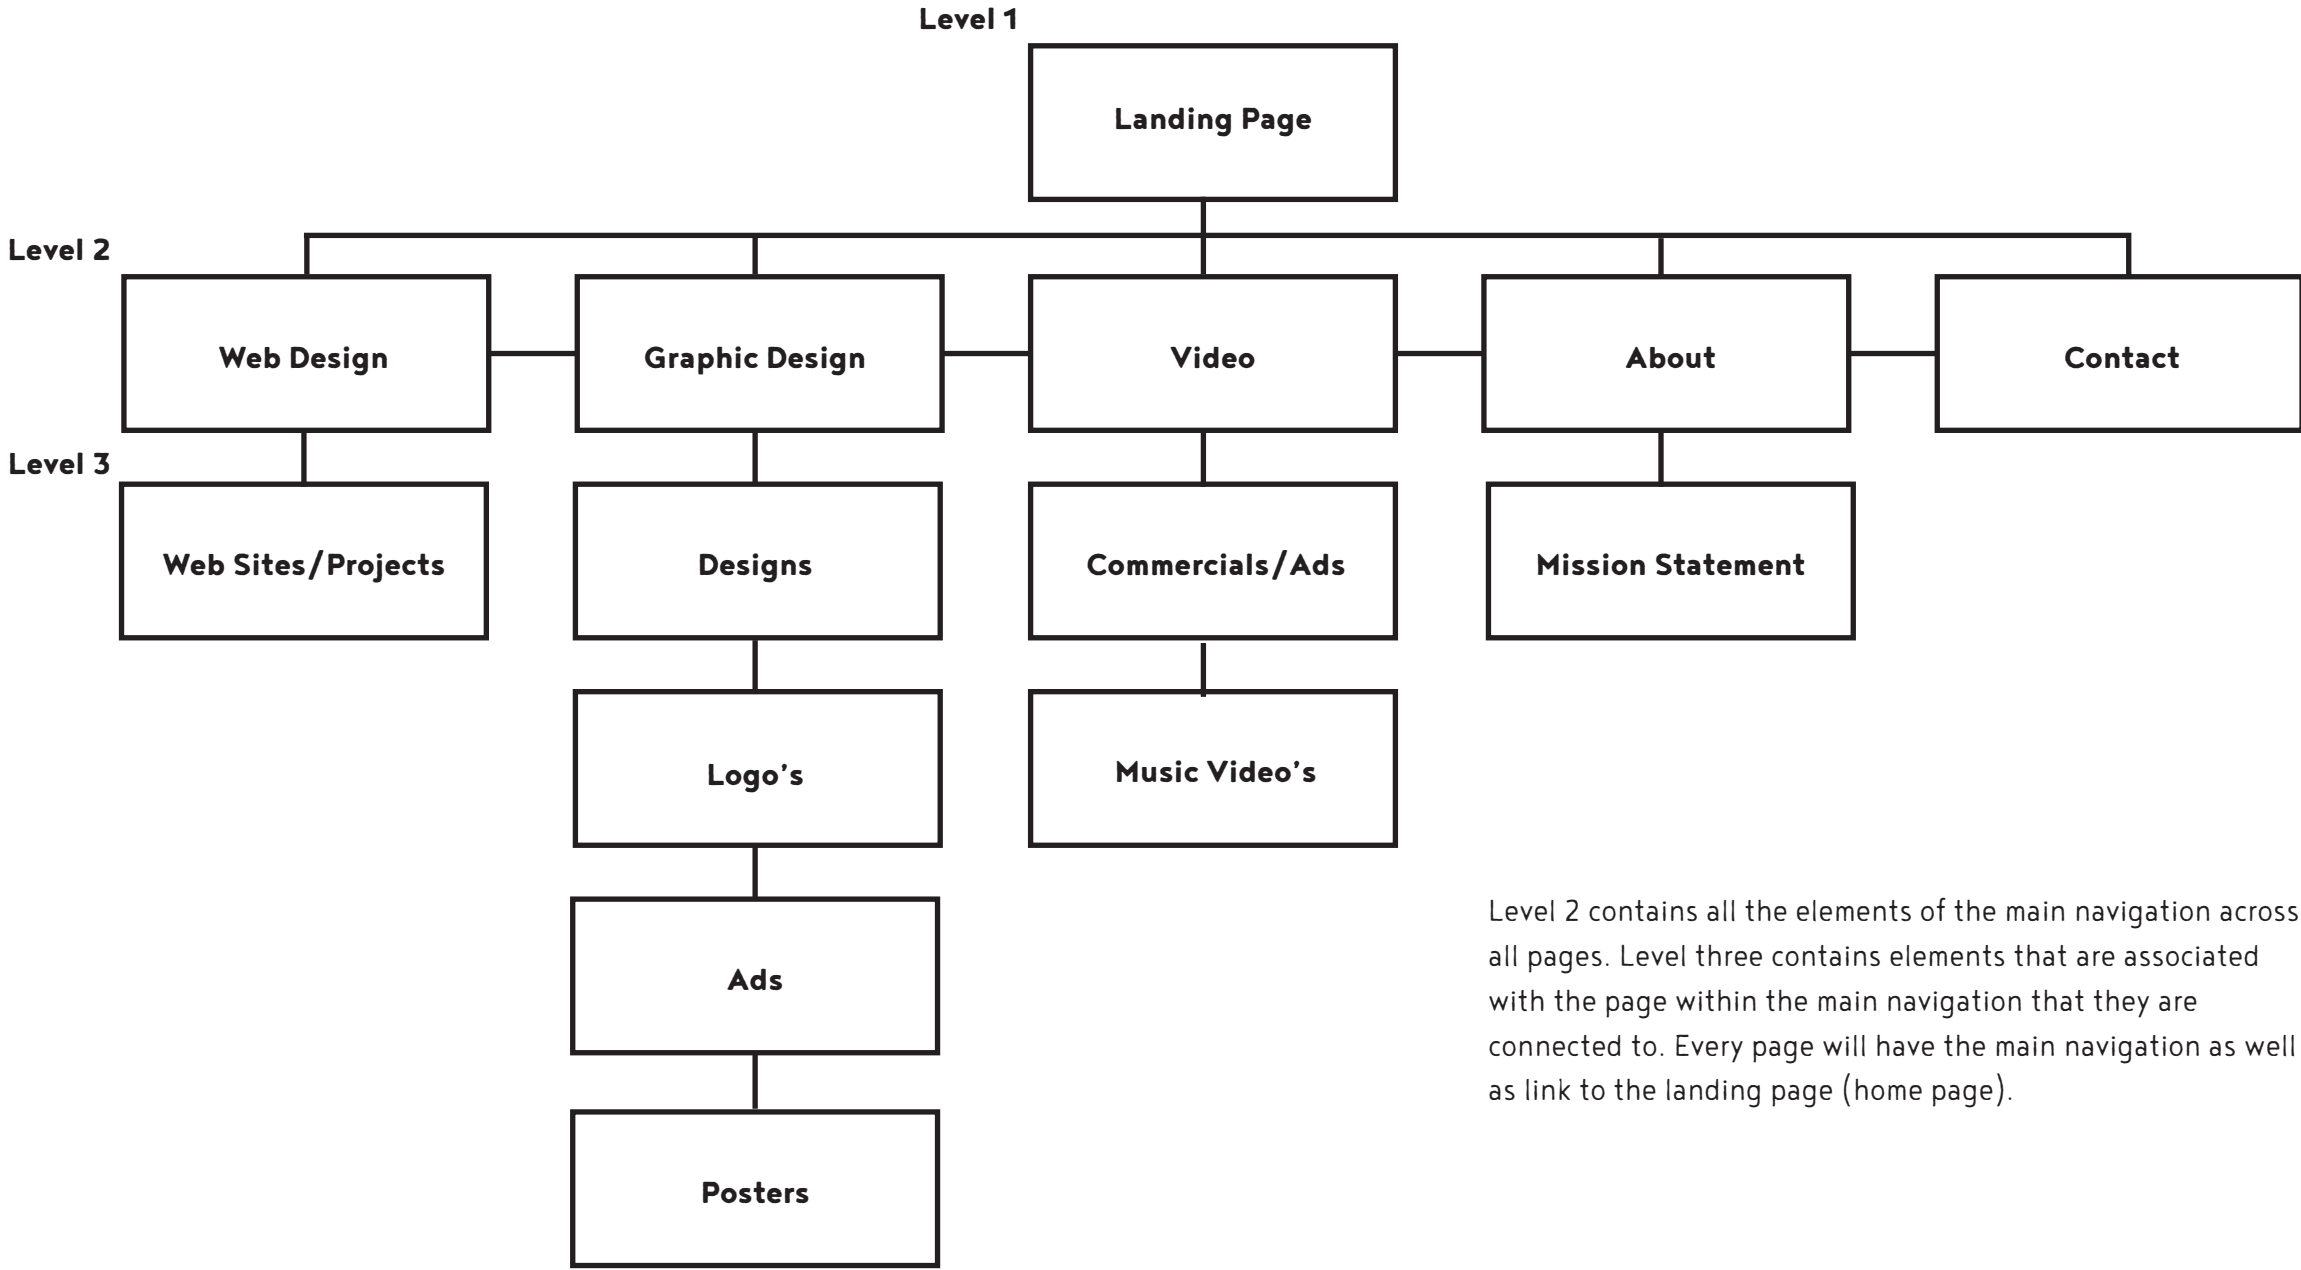 Level 1
Landing Page
Level 2
Web Design
Graphic Design
Video
About
Contact
Level 3
Web Sites/Projects
Designs
Commercials/Ads
Mission Statement
Logo's
Music Video's
Ads
Posters
Level 2 contains all the elements of the main navigation across
all pages. Level three contains elements that are associated
with the page within the main navigation that they are
connected to. Every page will have the main navigation as well
as link to the landing page (home page).